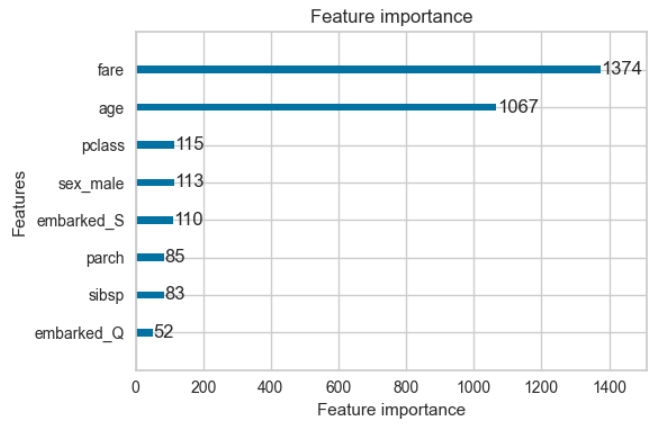 Feature importance
fare 1374
age 1067
pclass 115
sex_male 113
embarked_S 110
parch 85
sibsp 83
embarked_Q 52
Features
0 200 400 600 800 1000 1200 1400
Feature importance